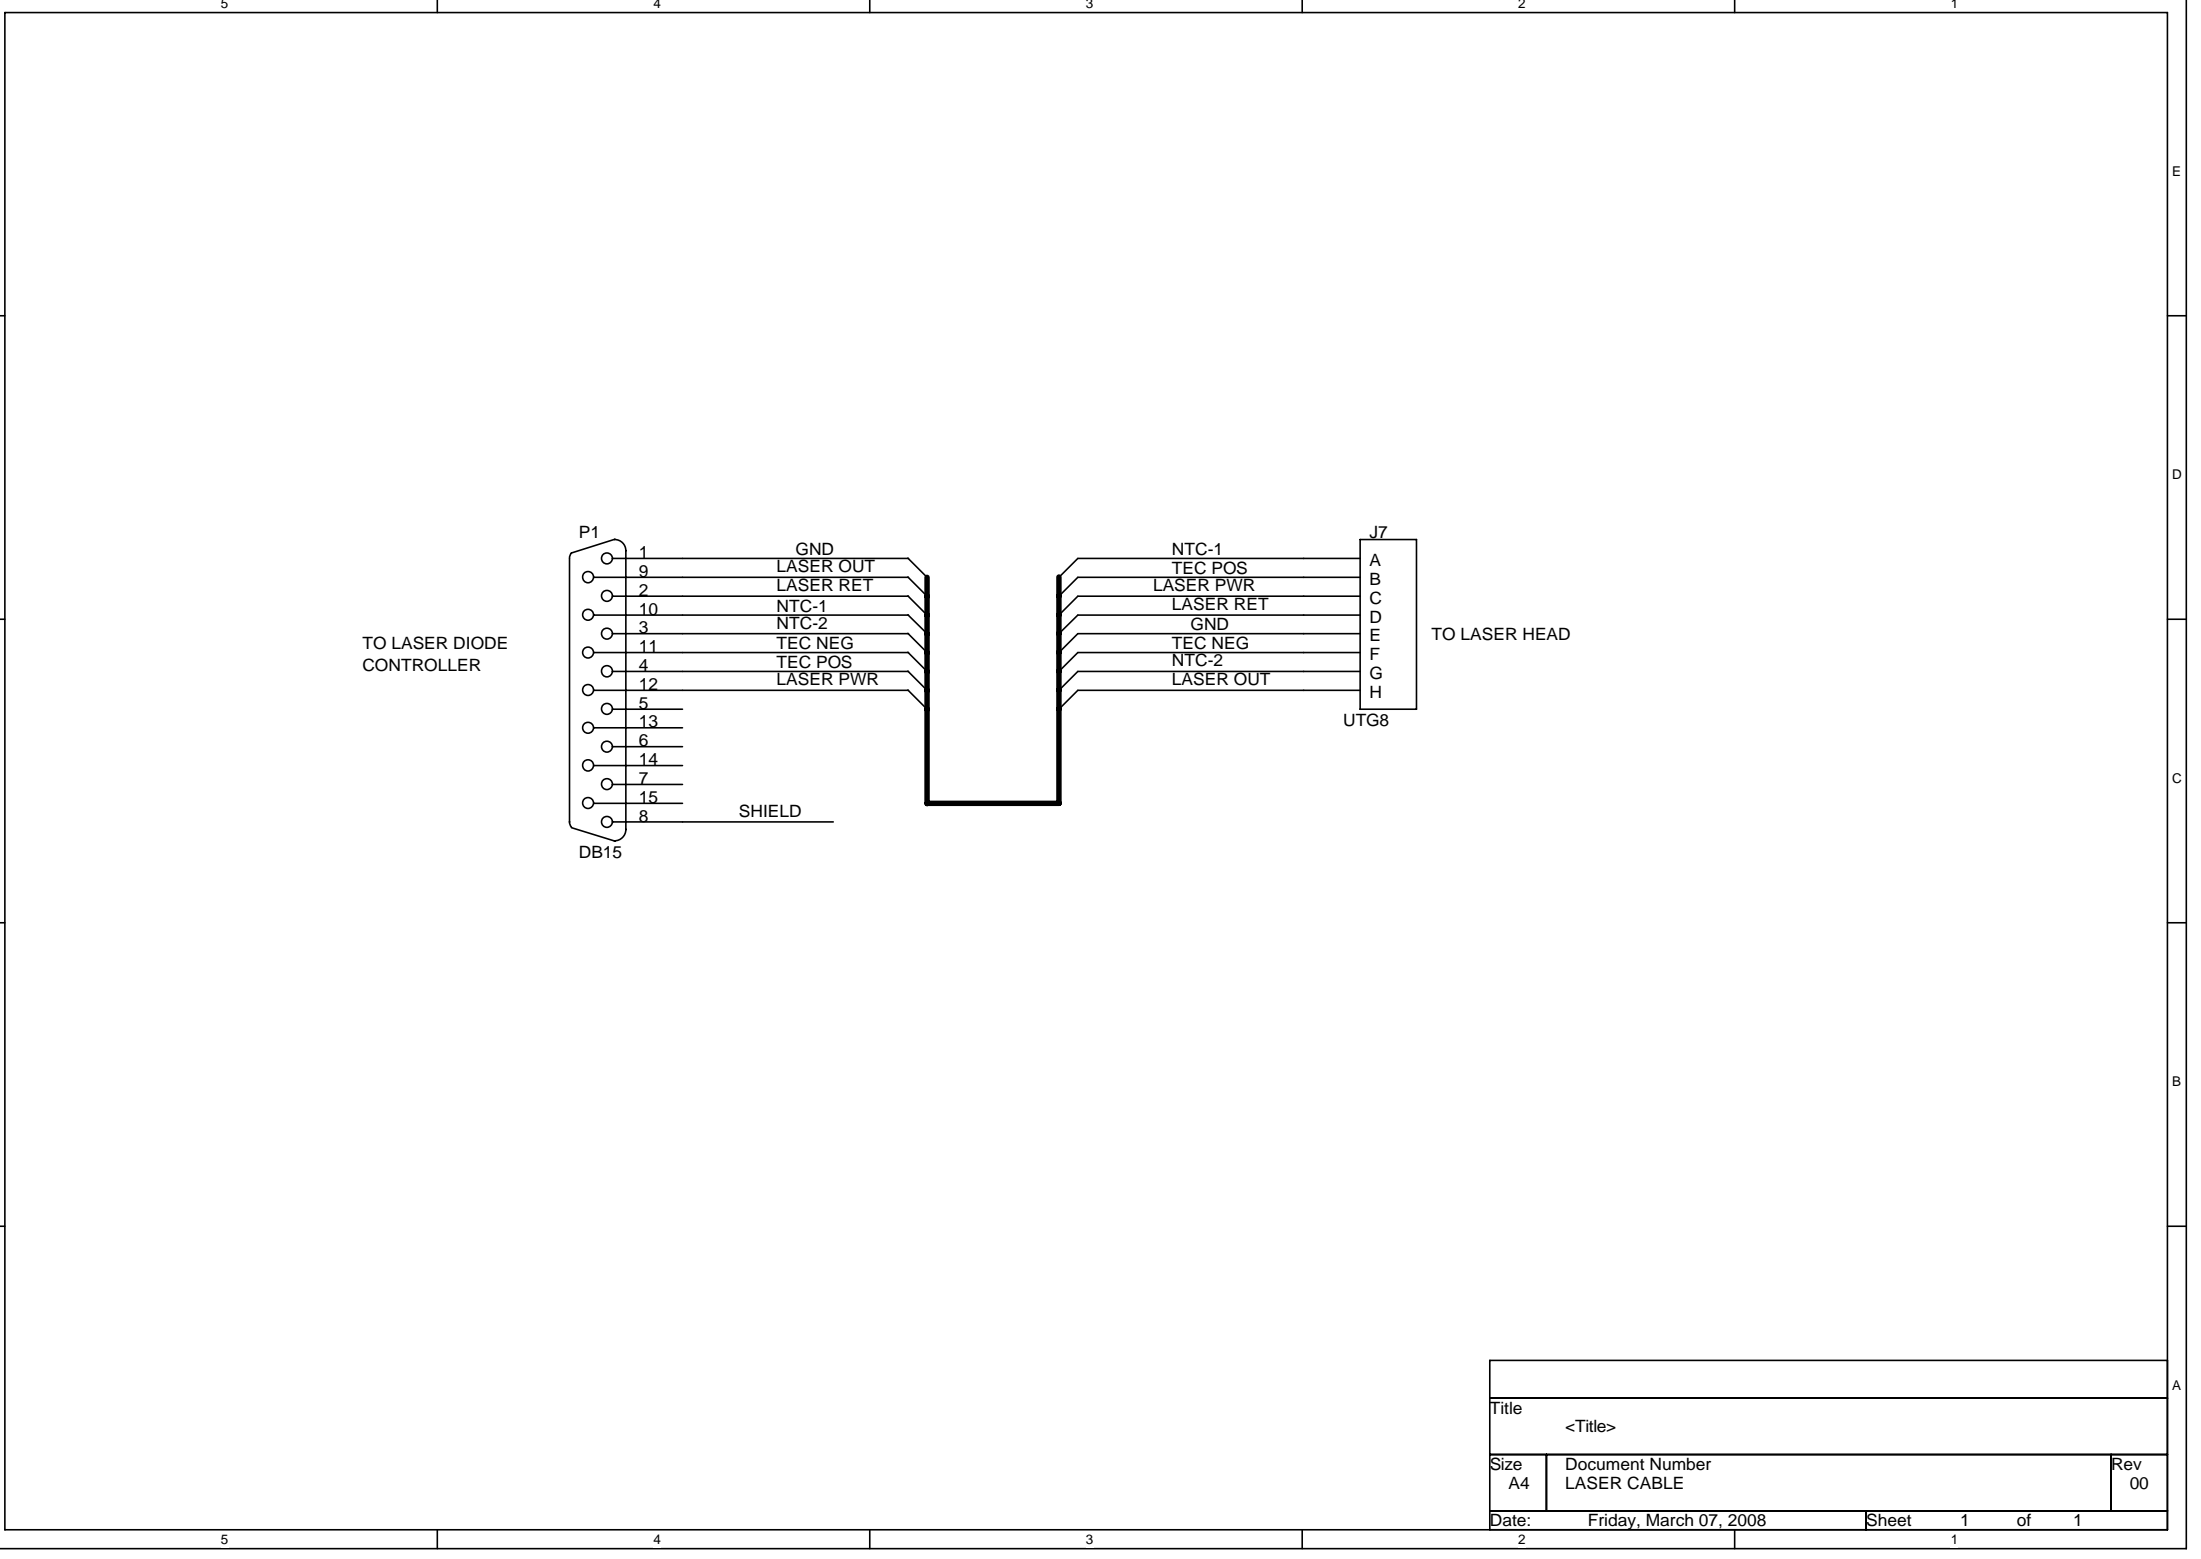 5 4 3 2 1
E
D
C
B
A
P1
1 GND
9 LASER OUT
2 LASER RET
10 NTC-1
3 NTC-2
11 TEC NEG
4 TEC POS
12 LASER PWR
5
13
6
14
7
15
8 SHIELD
DB15
TO LASER DIODE
CONTROLLER
J7
NTC-1 A
TEC POS B
LASER PWR C
LASER RET D
GND E
TEC NEG F
NTC-2 G
LASER OUT H
UTG8
TO LASER HEAD
Title
<Title>
Size Document Number Rev
A4 LASER CABLE 00
Date: Friday, March 07, 2008 Sheet 1 of 1
5 4 3 2 1